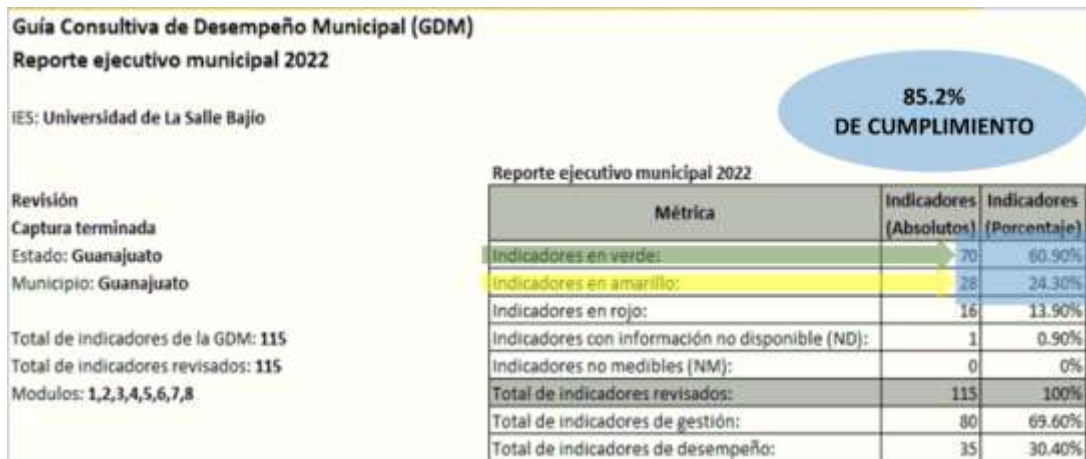 Guía Consultiva de Desempeño Municipal (GDM)
Reporte ejecutivo municipal 2022
85.2%
DE CUMPLIMIENTO
IES: Universidad de La Salle Bajío
Revisión
Captura terminada
Estado: Guanajuato
Municipio: Guanajuato
Total de indicadores de la GDM: 115
Total de indicadores revisados: 115
Modulos: 1,2,3,4,5,6,7,8
Reporte ejecutivo municipal 2022
Métrica Indicadores (Absolutos) Indicadores (Porcentaje)
Indicadores en verde: 70 60.90%
Indicadores en amarillo: 28 24.30%
Indicadores en rojo: 16 13.90%
Indicadores con información no disponible (ND): 1 0.90%
Indicadores no medibles (NM): 0 0%
Total de indicadores revisados: 115 100%
Total de indicadores de gestión: 80 69.60%
Total de indicadores de desempeño: 35 30.40%